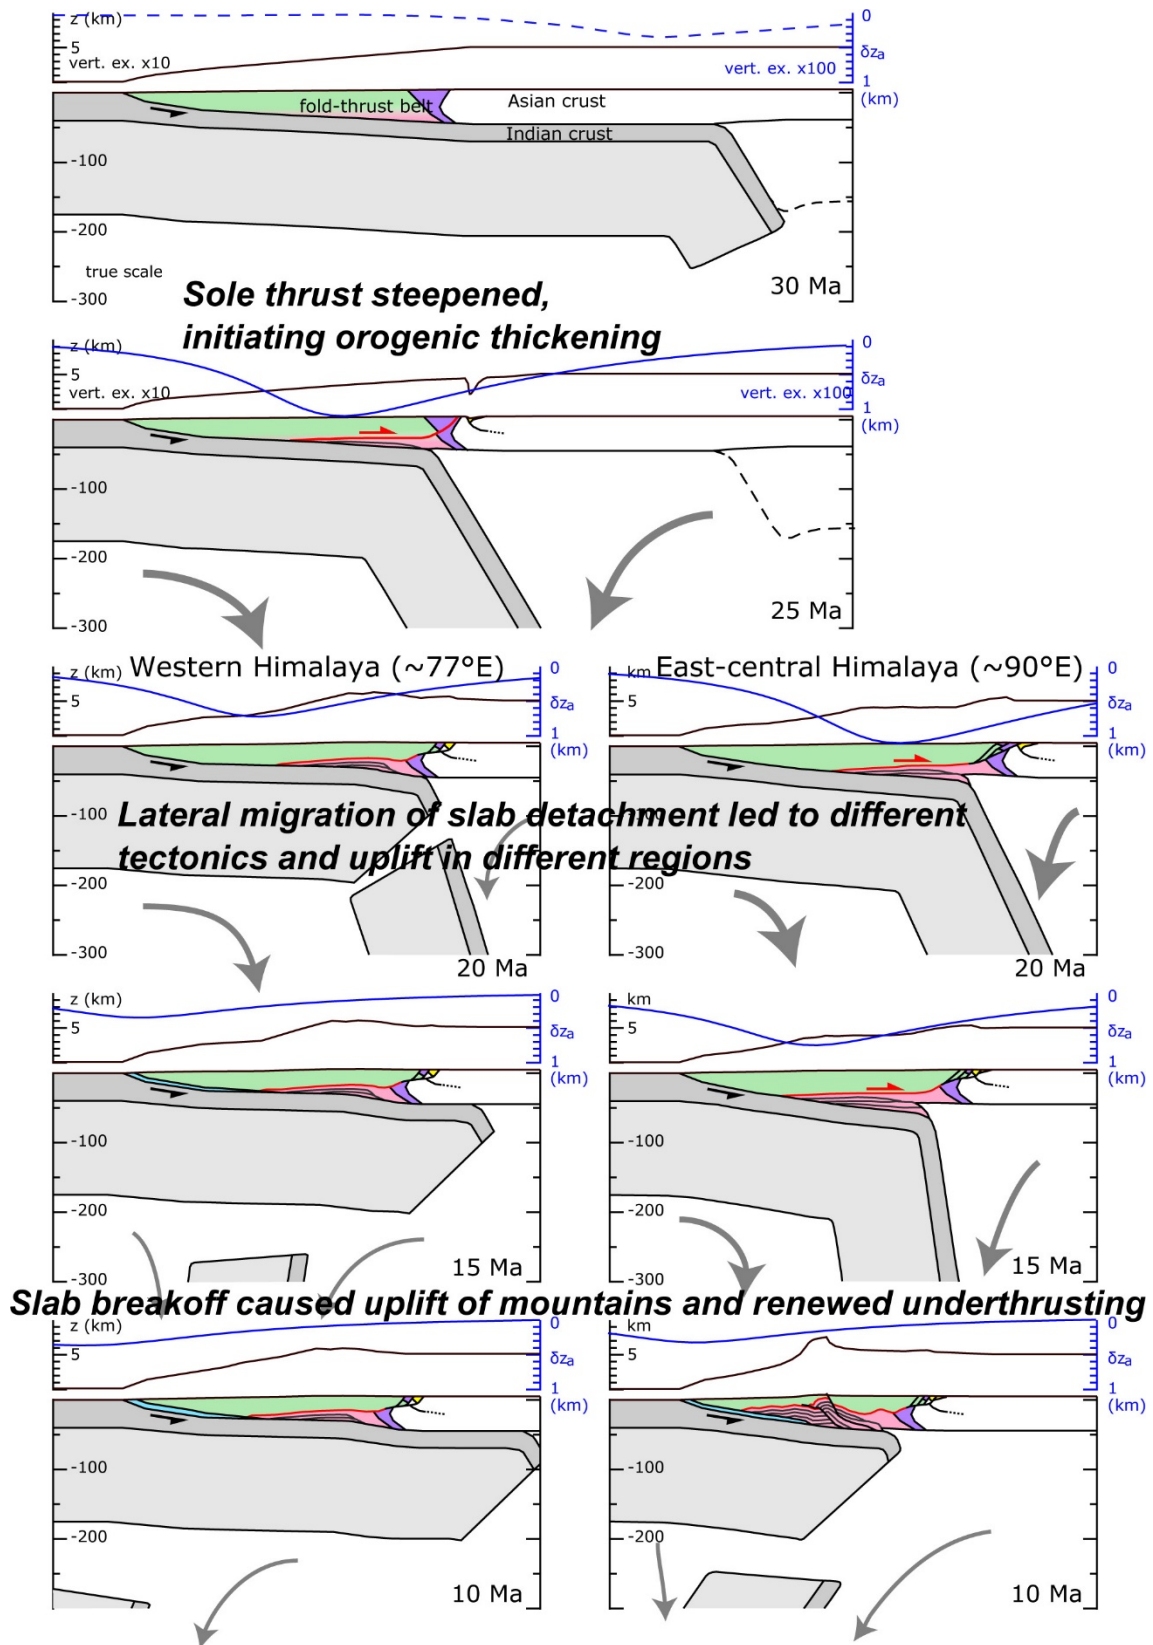 z (km)
0
5
δza
vert. ex. x10
vert. ex. x100
1
(km)
fold-thrust belt
Asian crust
Indian crust
-100
-200
true scale
-300
30 Ma
Sole thrust steepened,
initiating orogenic thickening
z (km)
0
5
δza
vert. ex. x10
vert. ex. x100
1
(km)
-100
-200
-300
25 Ma
Western Himalaya (~77°E)
z (km)
0
5
δza
1
(km)
-100
-200
-300
20 Ma
East-central Himalaya (~90°E)
km
0
5
δza
1
(km)
-100
-200
-300
20 Ma
Lateral migration of slab detachment led to different
tectonics and uplift in different regions
z (km)
0
5
δza
1
(km)
-100
-200
-300
15 Ma
km
0
5
δza
1
(km)
-100
-200
-300
15 Ma
Slab breakoff caused uplift of mountains and renewed underthrusting
z (km)
0
5
δza
1
(km)
-100
-200
10 Ma
km
0
5
δza
1
(km)
-100
-200
10 Ma